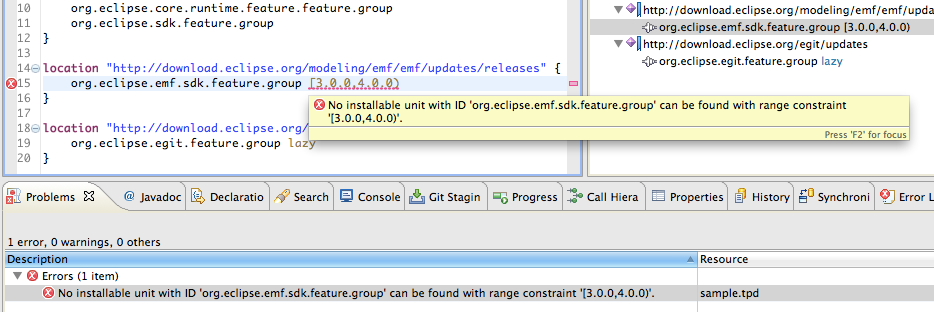 10 org.eclipse.core.runtime.feature.feature.group
11 org.eclipse.sdk.feature.group
12 }
13
14 location "http://download.eclipse.org/modeling/emf/emf/updates/releases" {
15 org.eclipse.emf.sdk.feature.group [3.0.0,4.0.0)
16 }
17
18 location "http://download.eclipse.org/
19 org.eclipse.egit.feature.group lazy
20 }
No installable unit with ID 'org.eclipse.emf.sdk.feature.group' can be found with range constraint
'[3.0.0,4.0.0)'.
Press 'F2' for focus
http://download.eclipse.org/modeling/emf/emf/upda
org.eclipse.emf.sdk.feature.group [3.0.0,4.0.0)
http://download.eclipse.org/egit/updates
org.eclipse.egit.feature.group lazy
Problems @ Javadoc Declaratio Search Console Git Stagin Progress Call Hiera Properties History Synchroni Error L
1 error, 0 warnings, 0 others
Description Resource
Errors (1 item)
No installable unit with ID 'org.eclipse.emf.sdk.feature.group' can be found with range constraint '[3.0.0,4.0.0)'. sample.tpd